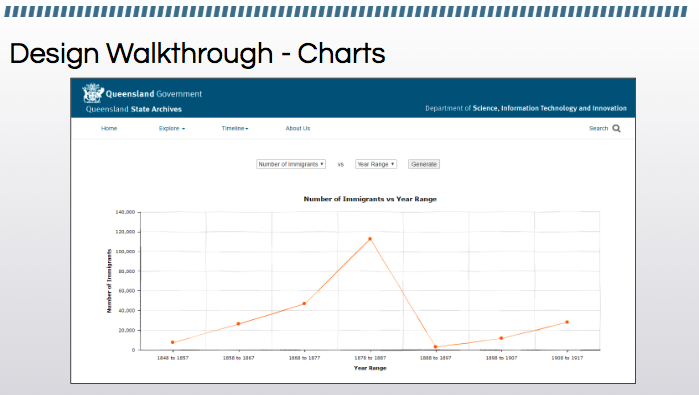 Design Walkthrough - Charts
Queensland Government
Queensland State Archives
Department of Science, Information Technology and Innovation
Home Explore Timeline About Us Search
Number of Immigrants vs Year Range Generate
Number of Immigrants vs Year Range
140,000
120,000
100,000
80,000
60,000
40,000
20,000
0
Number of Immigrants
1848 to 1857 1858 to 1867 1868 to 1877 1878 to 1887 1888 to 1897 1898 to 1907 1908 to 1917
Year Range